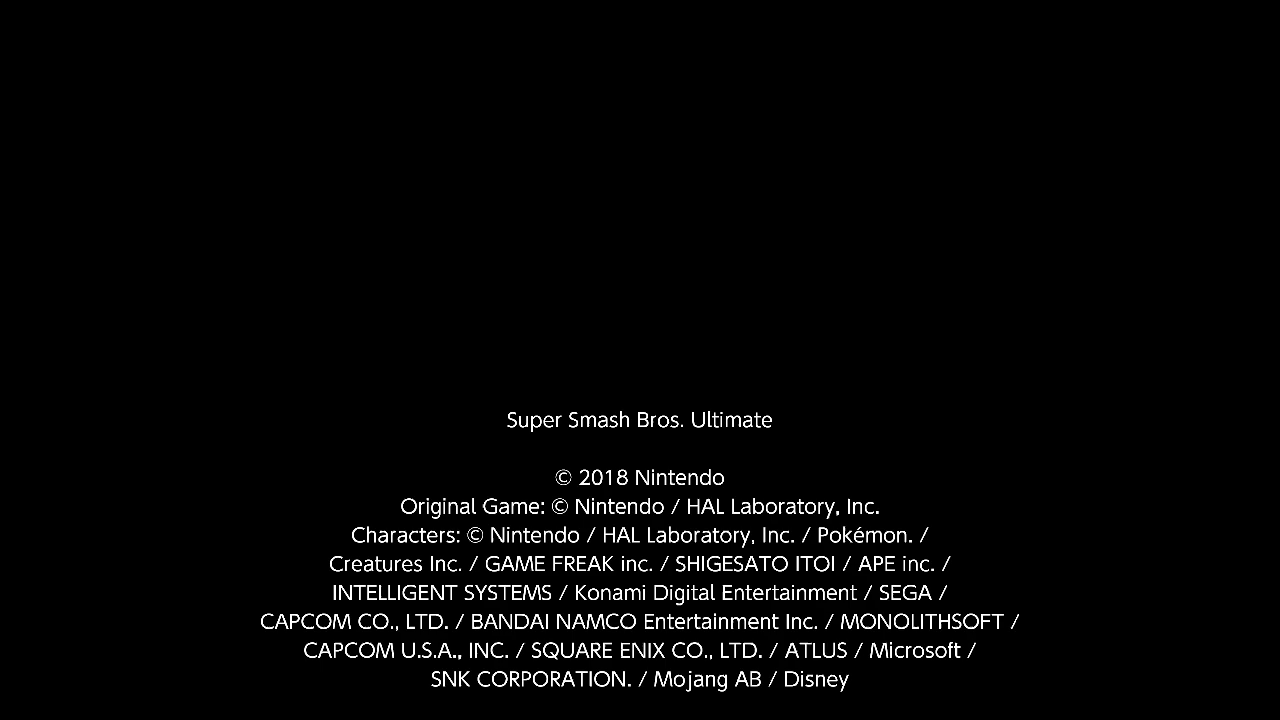 Super Smash Bros. Ultimate
© 2018 Nintendo
Original Game: © Nintendo / HAL Laboratory, Inc.
Characters: © Nintendo / HAL Laboratory, Inc. / Pokémon. /
Creatures Inc. / GAME FREAK inc. / SHIGESATO ITOI / APE inc. /
INTELLIGENT SYSTEMS / Konami Digital Entertainment / SEGA /
CAPCOM CO., LTD. / BANDAI NAMCO Entertainment Inc. / MONOLITHSOFT /
CAPCOM U.S.A., INC. / SQUARE ENIX CO., LTD. / ATLUS / Microsoft /
SNK CORPORATION. / Mojang AB / Disney